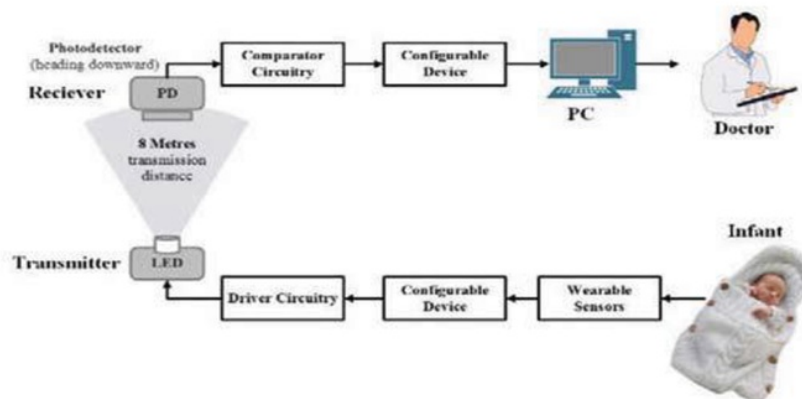 Photodetector
(heading downward)
Reciever
PD
Comparator
Circuitry
Configurable
Device
PC
Doctor
8 Metres
transmission
distance
Infant
Transmitter
LED
Driver Circuitry
Configurable
Device
Wearable
Sensors